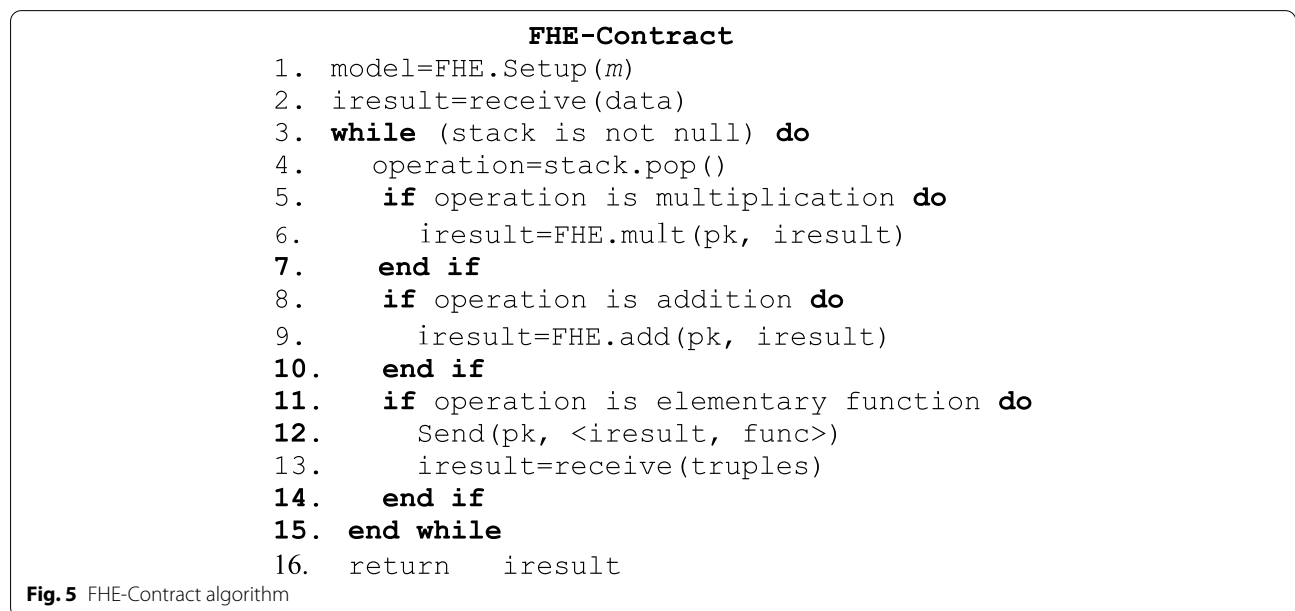 FHE-Contract
1. model=FHE.Setup(m)
2. iresult=receive(data)
3. while (stack is not null) do
4. operation=stack.pop()
5. if operation is multiplication do
6. iresult=FHE.mult(pk, iresult)
7. end if
8. if operation is addition do
9. iresult=FHE.add(pk, iresult)
10. end if
11. if operation is elementary function do
12. Send(pk, <iresult, func>)
13. iresult=receive(truples)
14. end if
15. end while
16. return iresult
Fig. 5 FHE-Contract algorithm